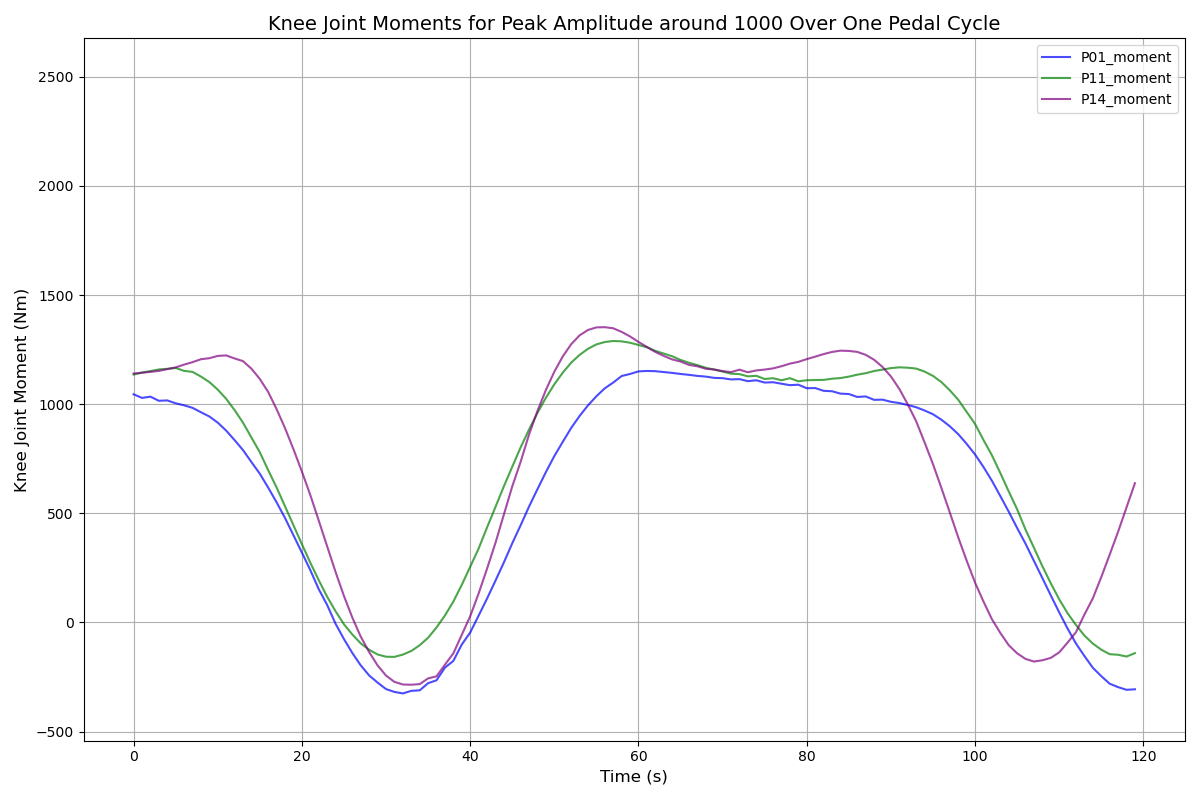 Knee Joint Moments for Peak Amplitude around 1000 Over One Pedal Cycle
P01_moment
P11_moment
P14_moment
Knee Joint Moment (Nm)
2500
2000
1500
1000
500
0
−500
0 20 40 60 80 100 120
Time (s)